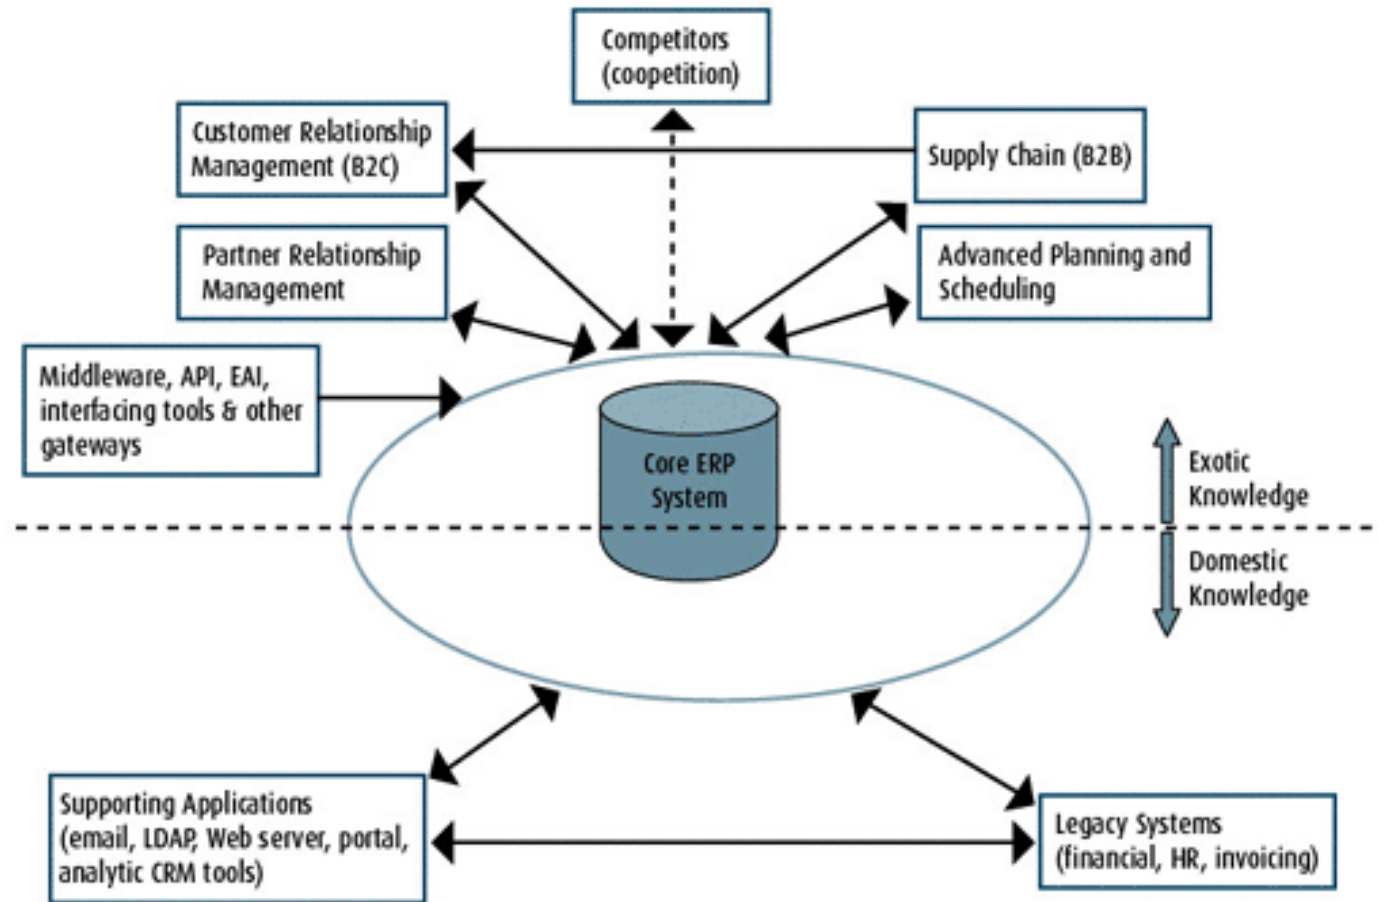 Competitors
(coopetition)
Customer Relationship
Management (B2C)
Supply Chain (B2B)
Partner Relationship
Management
Advanced Planning and
Scheduling
Middleware, API, EAI,
interfacing tools & other
gateways
Core ERP
System
Exotic
Knowledge
Domestic
Knowledge
Supporting Applications
(email, LDAP, Web server, portal,
analytic CRM tools)
Legacy Systems
(financial, HR, invoicing)